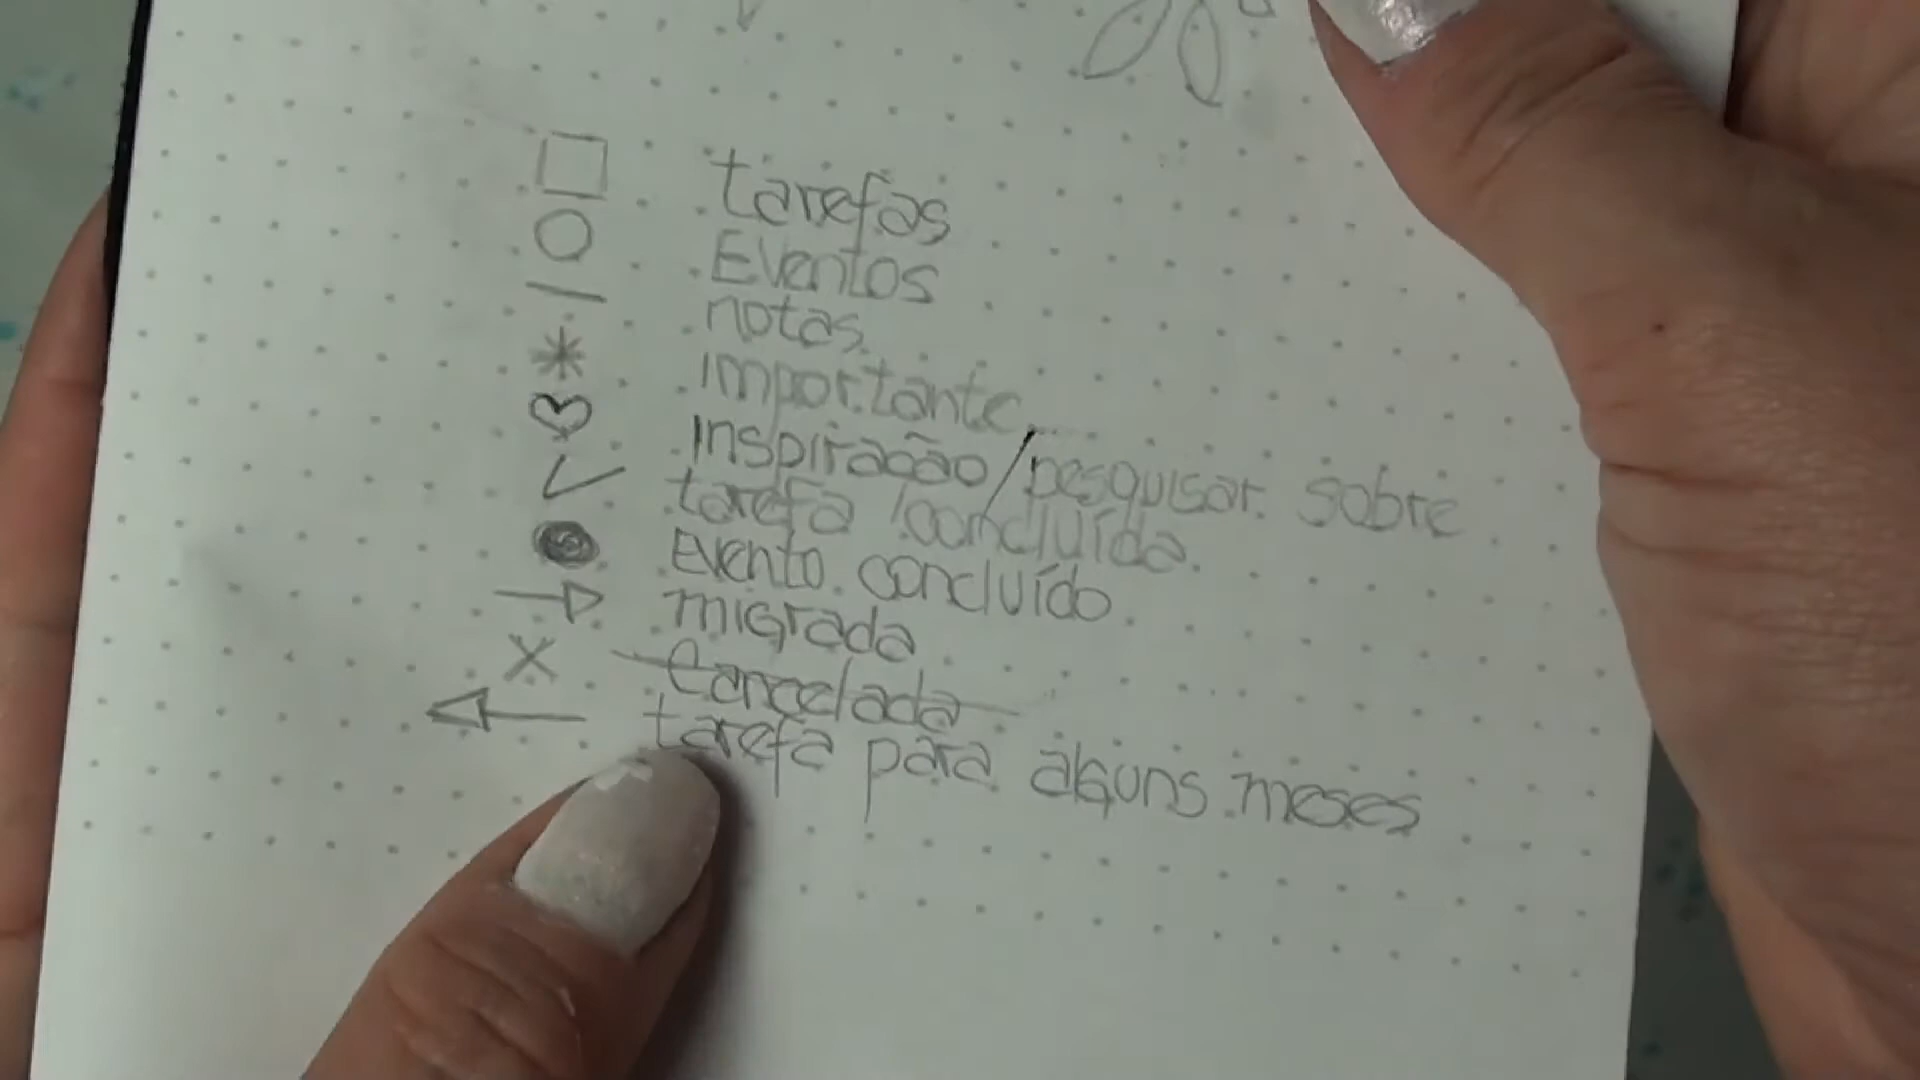 tarefas
Eventos
notas
importante
inspiração/pesquisar sobre
tarefa concluída
Evento concluído
migrada
Cancelada
tarefa para alguns meses